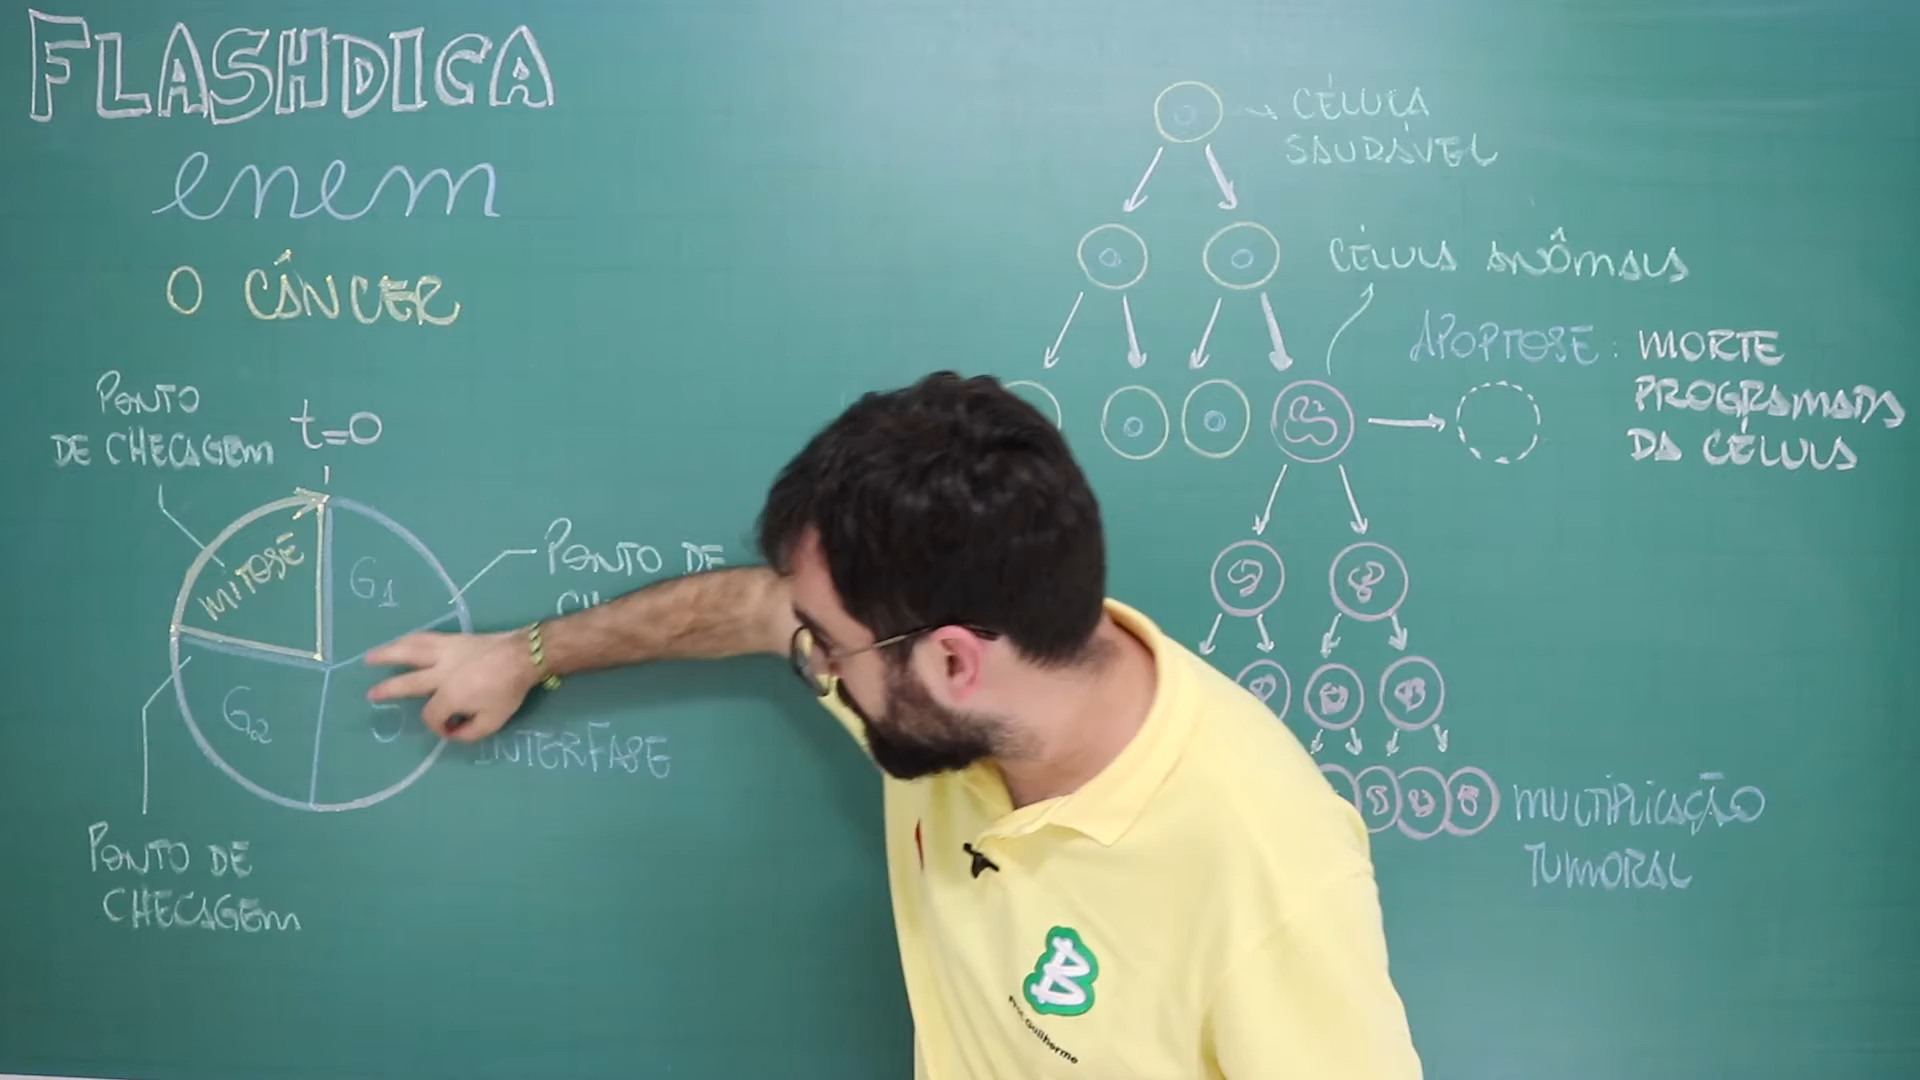 FLASHDICA
enem
O CÂNCER
PONTO
DE CHECAGEM
t=0
MITOSE
G1
G2
S
PONTO DE
INTERFASE
PONTO DE
CHECAGEM
CÉLULA
SAUDÁVEL
CÉLULA ANÔMALA
APOPTOSE: MORTE
PROGRAMADA
DA CÉLULA
MULTIPLICAÇÃO
TUMORAL
B
Prof. Guilherme